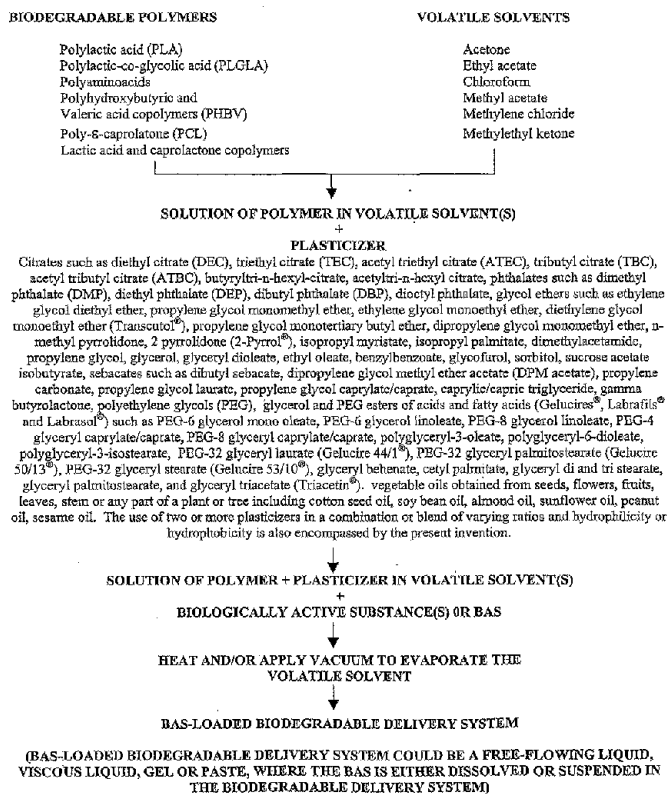 BIODEGRADABLE POLYMERS
VOLATILE SOLVENTS
Polylactic acid (PLA)
Polylactic-co-glycolic acid (PLGLA)
Polyaminoacids
Polyhydroxybutyric and
Valeric acid copolymers (PHBV)
Poly-ε-caprolatone (PCL)
Lactic acid and caprolactone copolymers
Acetone
Ethyl acetate
Chloroform
Methyl acetate
Methylene chloride
Methylethyl ketone
SOLUTION OF POLYMER IN VOLATILE SOLVENT(S)
+
PLASTICIZER
Citrates such as diethyl citrate (DEC), triethyl citrate (TEC), acetyl triethyl citrate (ATEC), tributyl citrate (TBC),
acetyl tributyl citrate (ATBC), butyryltri-n-hexyl-citrate, acetyltri-n-hexyl citrate, phthalates such as dimethyl
phthalate (DMP), diethyl phthalate (DEP), dibutyl phthalate (DBP), dioctyl phthalate, glycol ethers such as ethylene
glycol diethyl ether, propylene glycol monomethyl ether, ethylene glycol monoethyl ether, diethylene glycol
monoethyl ether (Transcutol®), propylene glycol monotertiary butyl ether, dipropylene glycol monomethyl ether, n-
methyl pyrrolidone, 2 pyrrolidone (2-Pyrrol®), isopropyl myristate, isopropyl palmitate, dimethylacetamide,
propylene glycol, glycerol, glyceryl dioleate, ethyl oleate, benzylbenzoate, glycofurol, sorbitol, sucrose acetate
isobutyrate, sebacates such as dibutyl sebacate, dipropylene glycol methyl ether acetate (DPM acetate), propylene
carbonate, propylene glycol laurate, propylene glycol caprylate/caprate, caprylic/capric triglyceride, gamma
butyrolactone, polyethylene glycols (PEG), glycerol and PEG esters of acids and fatty acids (Gelucires®, Labrafils®
and Labrasol®) such as PEG-6 glycerol mono oleate, PEG-6 glycerol linoleate, PEG-8 glycerol linoleate, PEG-4
glyceryl caprylate/caprate, PEG-8 glyceryl caprylate/caprate, polyglyceryl-3-oleate, polyglyceryl-6-dioleate,
polyglyceryl-3-isostearate, PEG-32 glyceryl laurate (Gelucire 44/1®), PEG-32 glyceryl palmitostearate (Gelucire
50/13®), PEG-32 glyceryl stearate (Gelucire 53/10®), glyceryl behenate, cetyl palmitate, glyceryl di and tri stearate,
glyceryl palmitostearate, and glyceryl triacetate (Triacetin®). vegetable oils obtained from seeds, flowers, fruits,
leaves, stem or any part of a plant or tree including cotton seed oil, soy bean oil, almond oil, sunflower oil, peanut
oil, sesame oil. The use of two or more plasticizers in a combination or blend of varying ratios and hydrophilicity or
hydrophobicity is also encompassed by the present invention.
SOLUTION OF POLYMER + PLASTICIZER IN VOLATILE SOLVENT(S)
+
BIOLOGICALLY ACTIVE SUBSTANCE(S) 0R BAS
HEAT AND/OR APPLY VACUUM TO EVAPORATE THE
VOLATILE SOLVENT
BAS-LOADED BIODEGRADABLE DELIVERY SYSTEM
(BAS-LOADED BIODEGRADABLE DELIVERY SYSTEM COULD BE A FREE-FLOWING LIQUID,
VISCOUS LIQUID, GEL OR PASTE, WHERE THE BAS IS EITHER DISSOLVED OR SUSPENDED IN
THE BIODEGRADABLE DELIVERY SYSTEM)